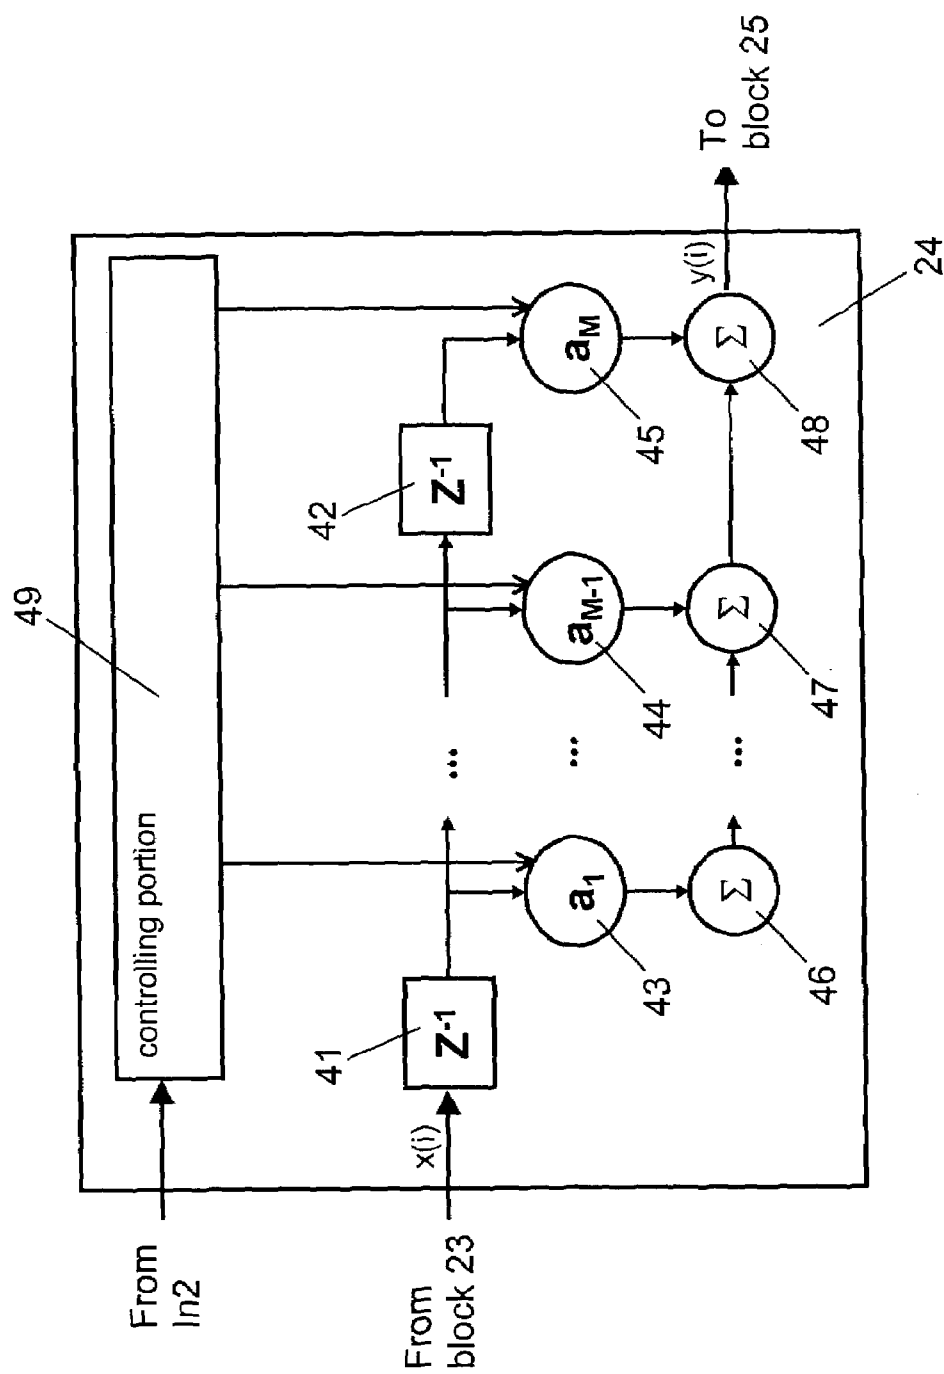 49
controlling portion
From
In2
42
41
Z-1
Z-1
From
block 23
x(i)
a1
aM-1
aM
43
...
...
...
44
45
Σ
Σ
Σ
y(i)
To
block 25
46
47
48
24